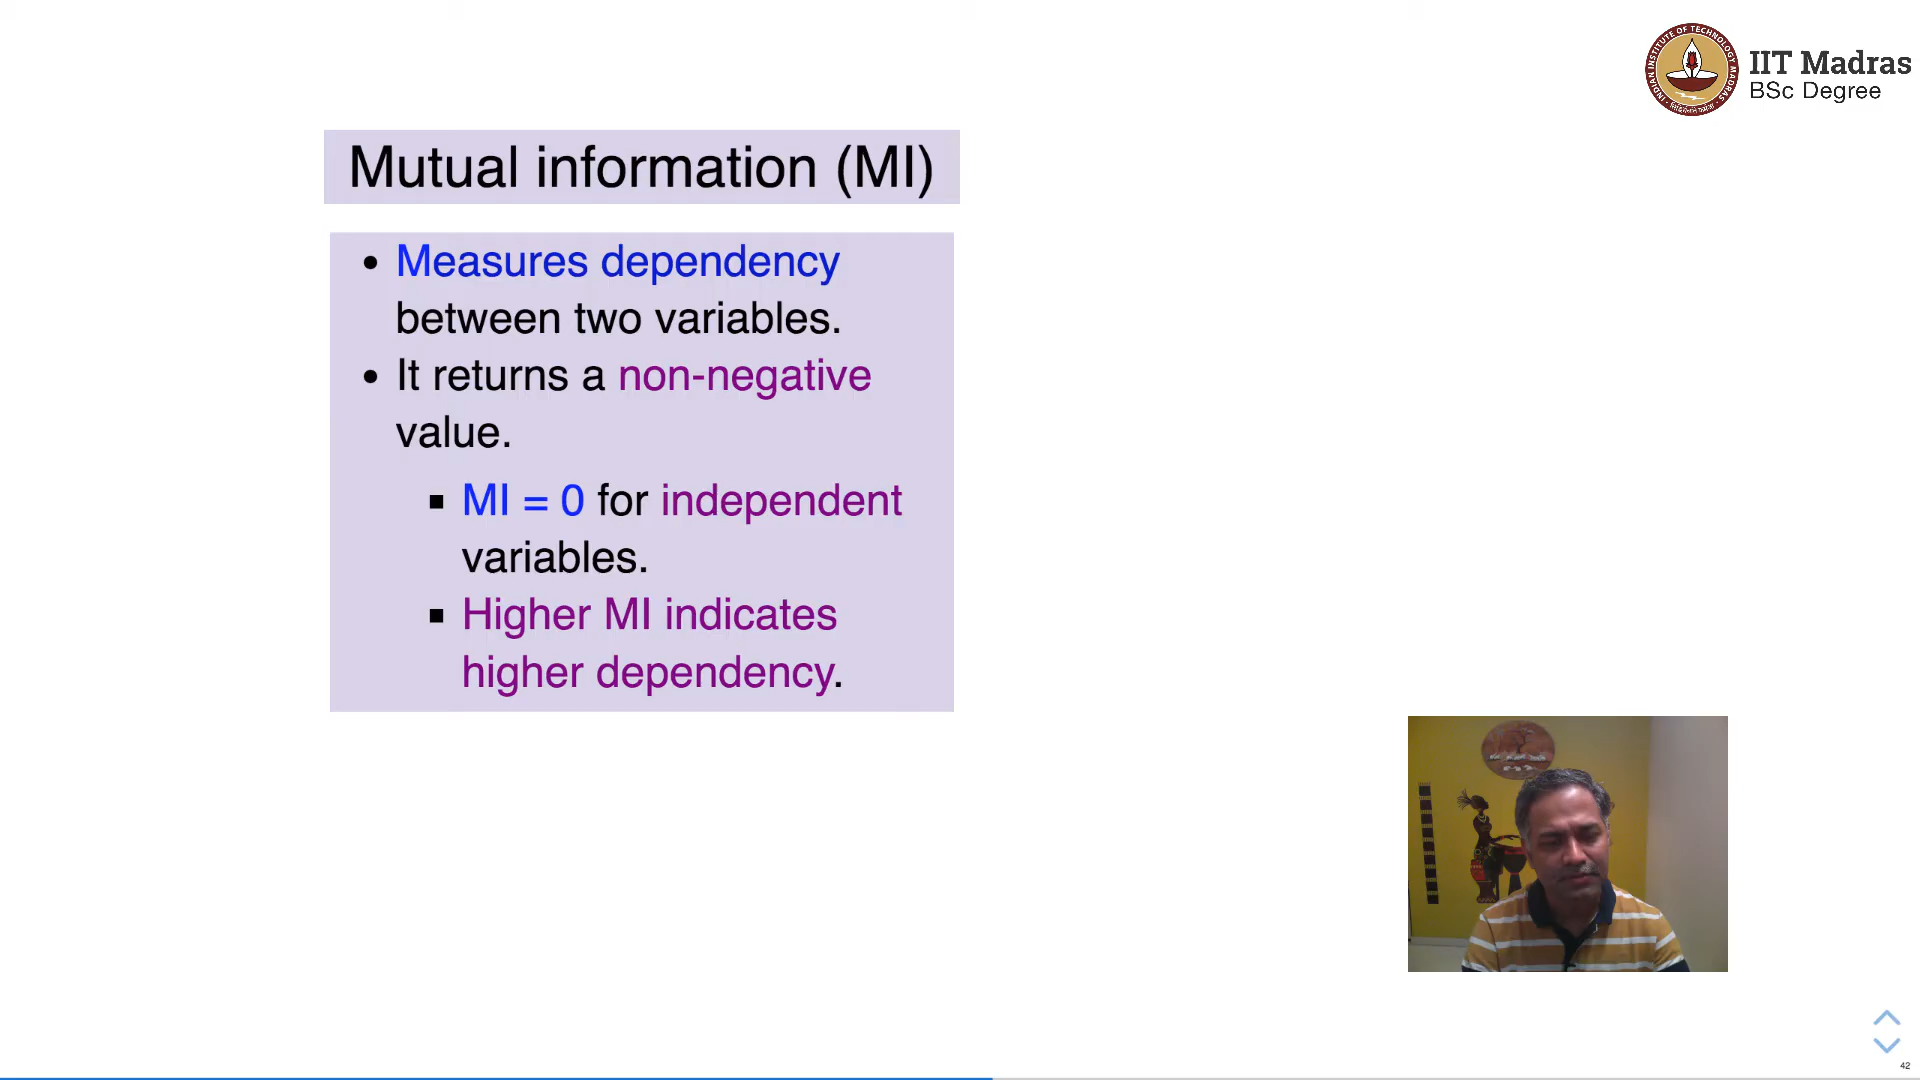 IIT Madras
BSc Degree
Mutual information (MI)
• Measures dependency
between two variables.
• It returns a non-negative
value.
▪ MI = 0 for independent
variables.
▪ Higher MI indicates
higher dependency.
42